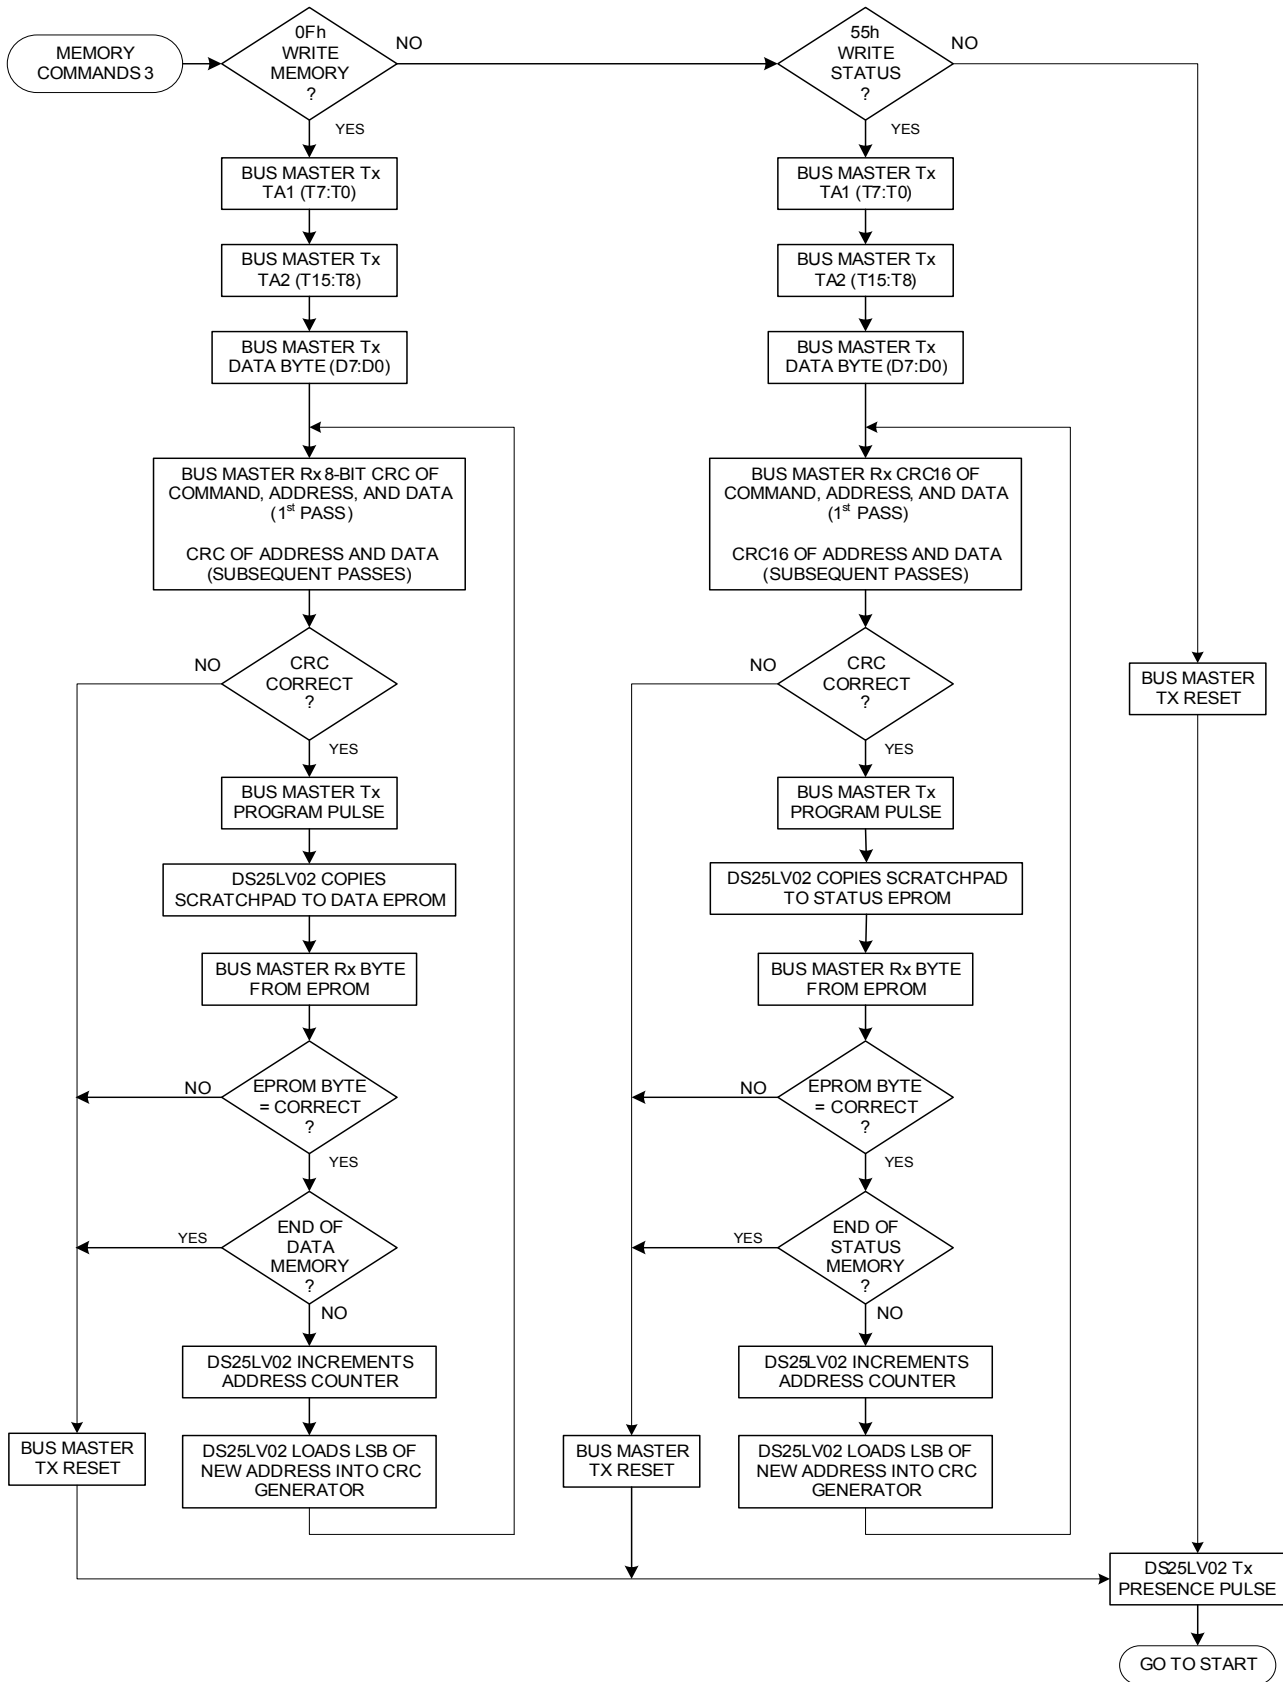 MEMORY
COMMANDS 3
0Fh
WRITE
MEMORY
?
NO
YES
BUS MASTER Tx
TA1 (T7:T0)
BUS MASTER Tx
TA2 (T15:T8)
BUS MASTER Tx
DATA BYTE (D7:D0)
BUS MASTER Rx 8-BIT CRC OF
COMMAND, ADDRESS, AND DATA
(1st PASS)
CRC OF ADDRESS AND DATA
(SUBSEQUENT PASSES)
CRC
CORRECT
?
NO
YES
BUS MASTER Tx
PROGRAM PULSE
DS25LV02 COPIES
SCRATCHPAD TO DATA EPROM
BUS MASTER Rx BYTE
FROM EPROM
EPROM BYTE
= CORRECT
?
NO
YES
END OF
DATA
MEMORY
?
YES
NO
DS25LV02 INCREMENTS
ADDRESS COUNTER
DS25LV02 LOADS LSB OF
NEW ADDRESS INTO CRC
GENERATOR
BUS MASTER
TX RESET
55h
WRITE
STATUS
?
NO
YES
BUS MASTER Tx
TA1 (T7:T0)
BUS MASTER Tx
TA2 (T15:T8)
BUS MASTER Tx
DATA BYTE (D7:D0)
BUS MASTER Rx CRC16 OF
COMMAND, ADDRESS, AND DATA
(1st PASS)
CRC16 OF ADDRESS AND DATA
(SUBSEQUENT PASSES)
CRC
CORRECT
?
NO
YES
BUS MASTER Tx
PROGRAM PULSE
DS25LV02 COPIES SCRATCHPAD
TO STATUS EPROM
BUS MASTER Rx BYTE
FROM EPROM
EPROM BYTE
= CORRECT
?
NO
YES
END OF
STATUS
MEMORY
?
YES
NO
DS25LV02 INCREMENTS
ADDRESS COUNTER
DS25LV02 LOADS LSB OF
NEW ADDRESS INTO CRC
GENERATOR
BUS MASTER
TX RESET
BUS MASTER
TX RESET
DS25LV02 Tx
PRESENCE PULSE
GO TO START